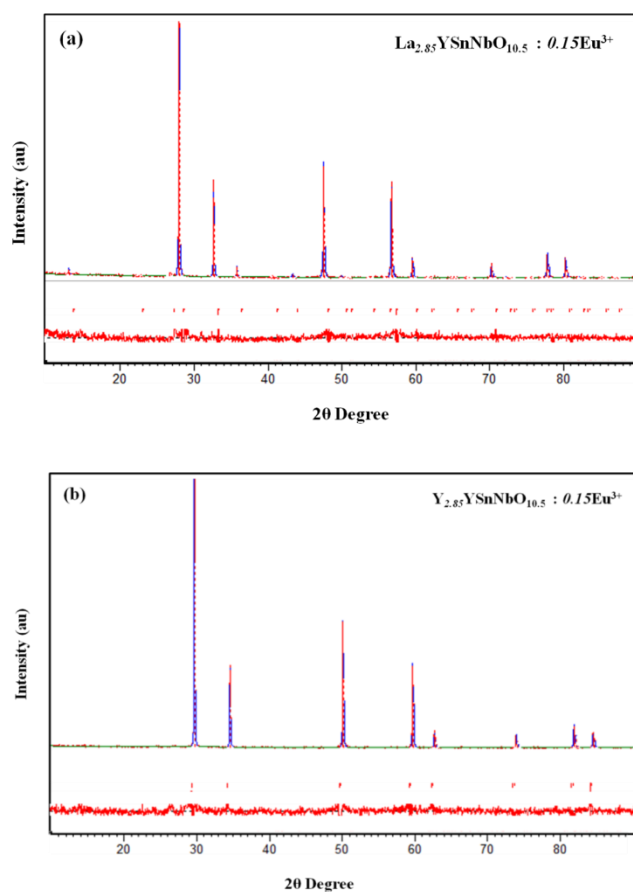 (a)
La₂.₈₅YSnNbO₁₀.₅ : 0.15Eu³⁺
Intensity (au)
20 30 40 50 60 70 80
2θ Degree
(b)
Y₂.₈₅YSnNbO₁₀.₅ : 0.15Eu³⁺
Intensity (au)
20 30 40 50 60 70 80
2θ Degree